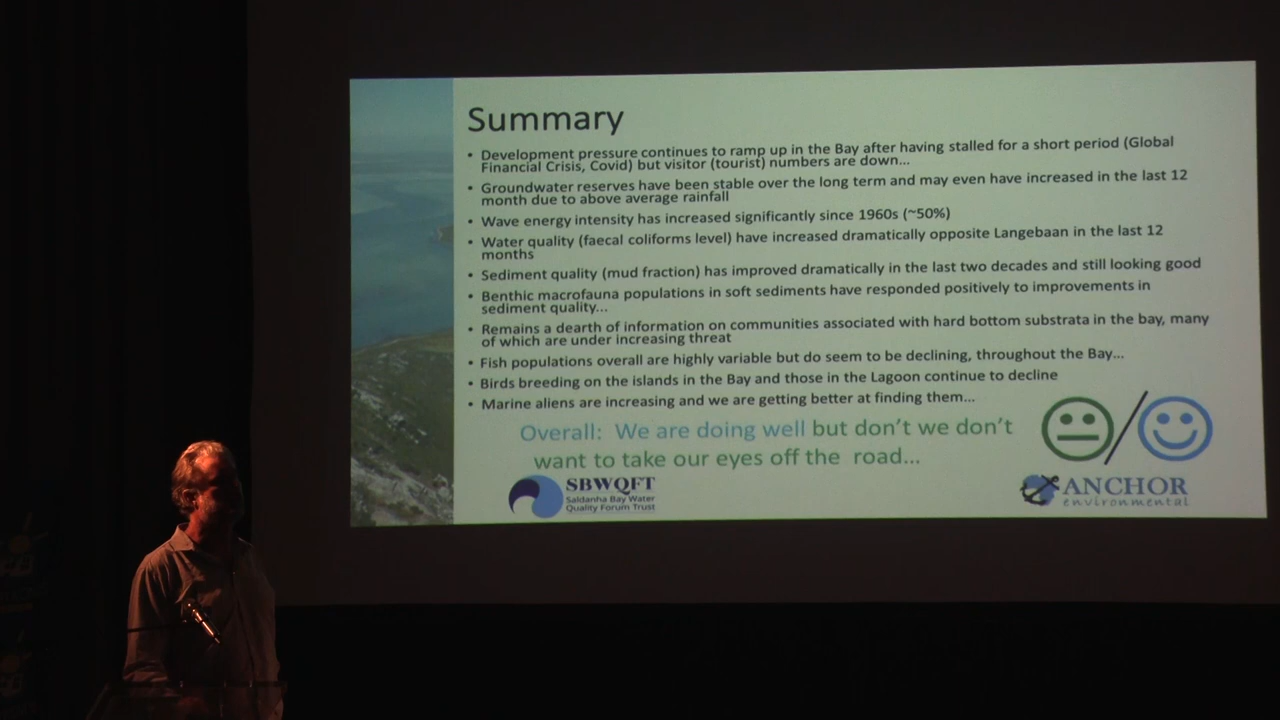 Summary
• Development pressure continues to ramp up in the Bay after having stalled for a short period (Global
Financial Crisis, Covid) but visitor (tourist) numbers are down...
• Groundwater reserves have been stable over the long term and may even have increased in the last 12
month due to above average rainfall
• Wave energy intensity has increased significantly since 1960s (~50%)
• Water quality (faecal coliforms level) have increased dramatically opposite Langebaan in the last 12
months
• Sediment quality (mud fraction) has improved dramatically in the last two decades and still looking good
• Benthic macrofauna populations in soft sediments have responded positively to improvements in
sediment quality...
• Remains a dearth of information on communities associated with hard bottom substrata in the bay, many
of which are under increasing threat
• Fish populations overall are highly variable but do seem to be declining, throughout the Bay...
• Birds breeding on the islands in the Bay and those in the Lagoon continue to decline
• Marine aliens are increasing and we are getting better at finding them...
Overall: We are doing well but don't we don't
want to take our eyes off the road...
SBWQFT
Saldanha Bay Water
Quality Forum Trust
ANCHOR
environmental